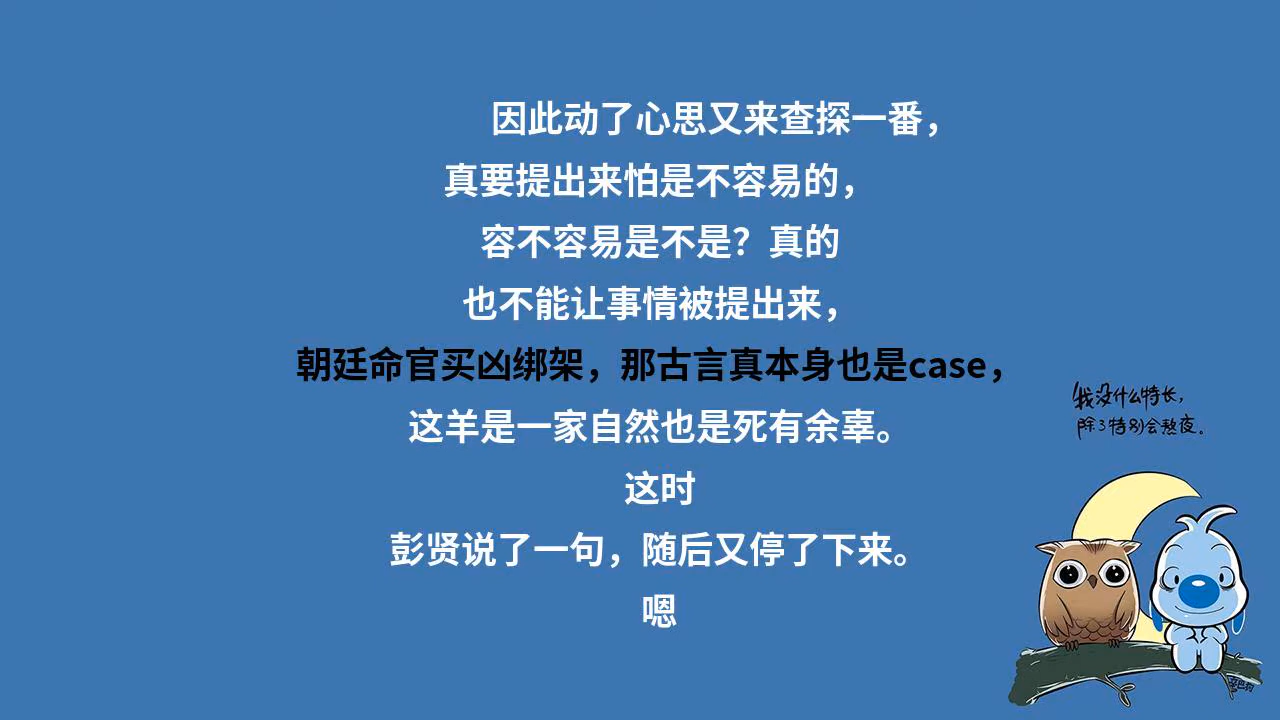 因此动了心思又来查探一番，
真要提出来怕是不容易的，
容不容易是不是？真的
也不能让事情被提出来，
朝廷命官买凶绑架，那古言真本身也是case，
这羊是一家自然也是死有余辜。
这时
彭贤说了一句，随后又停了下来。
嗯
我没什么特长，
除了特别会熬夜。